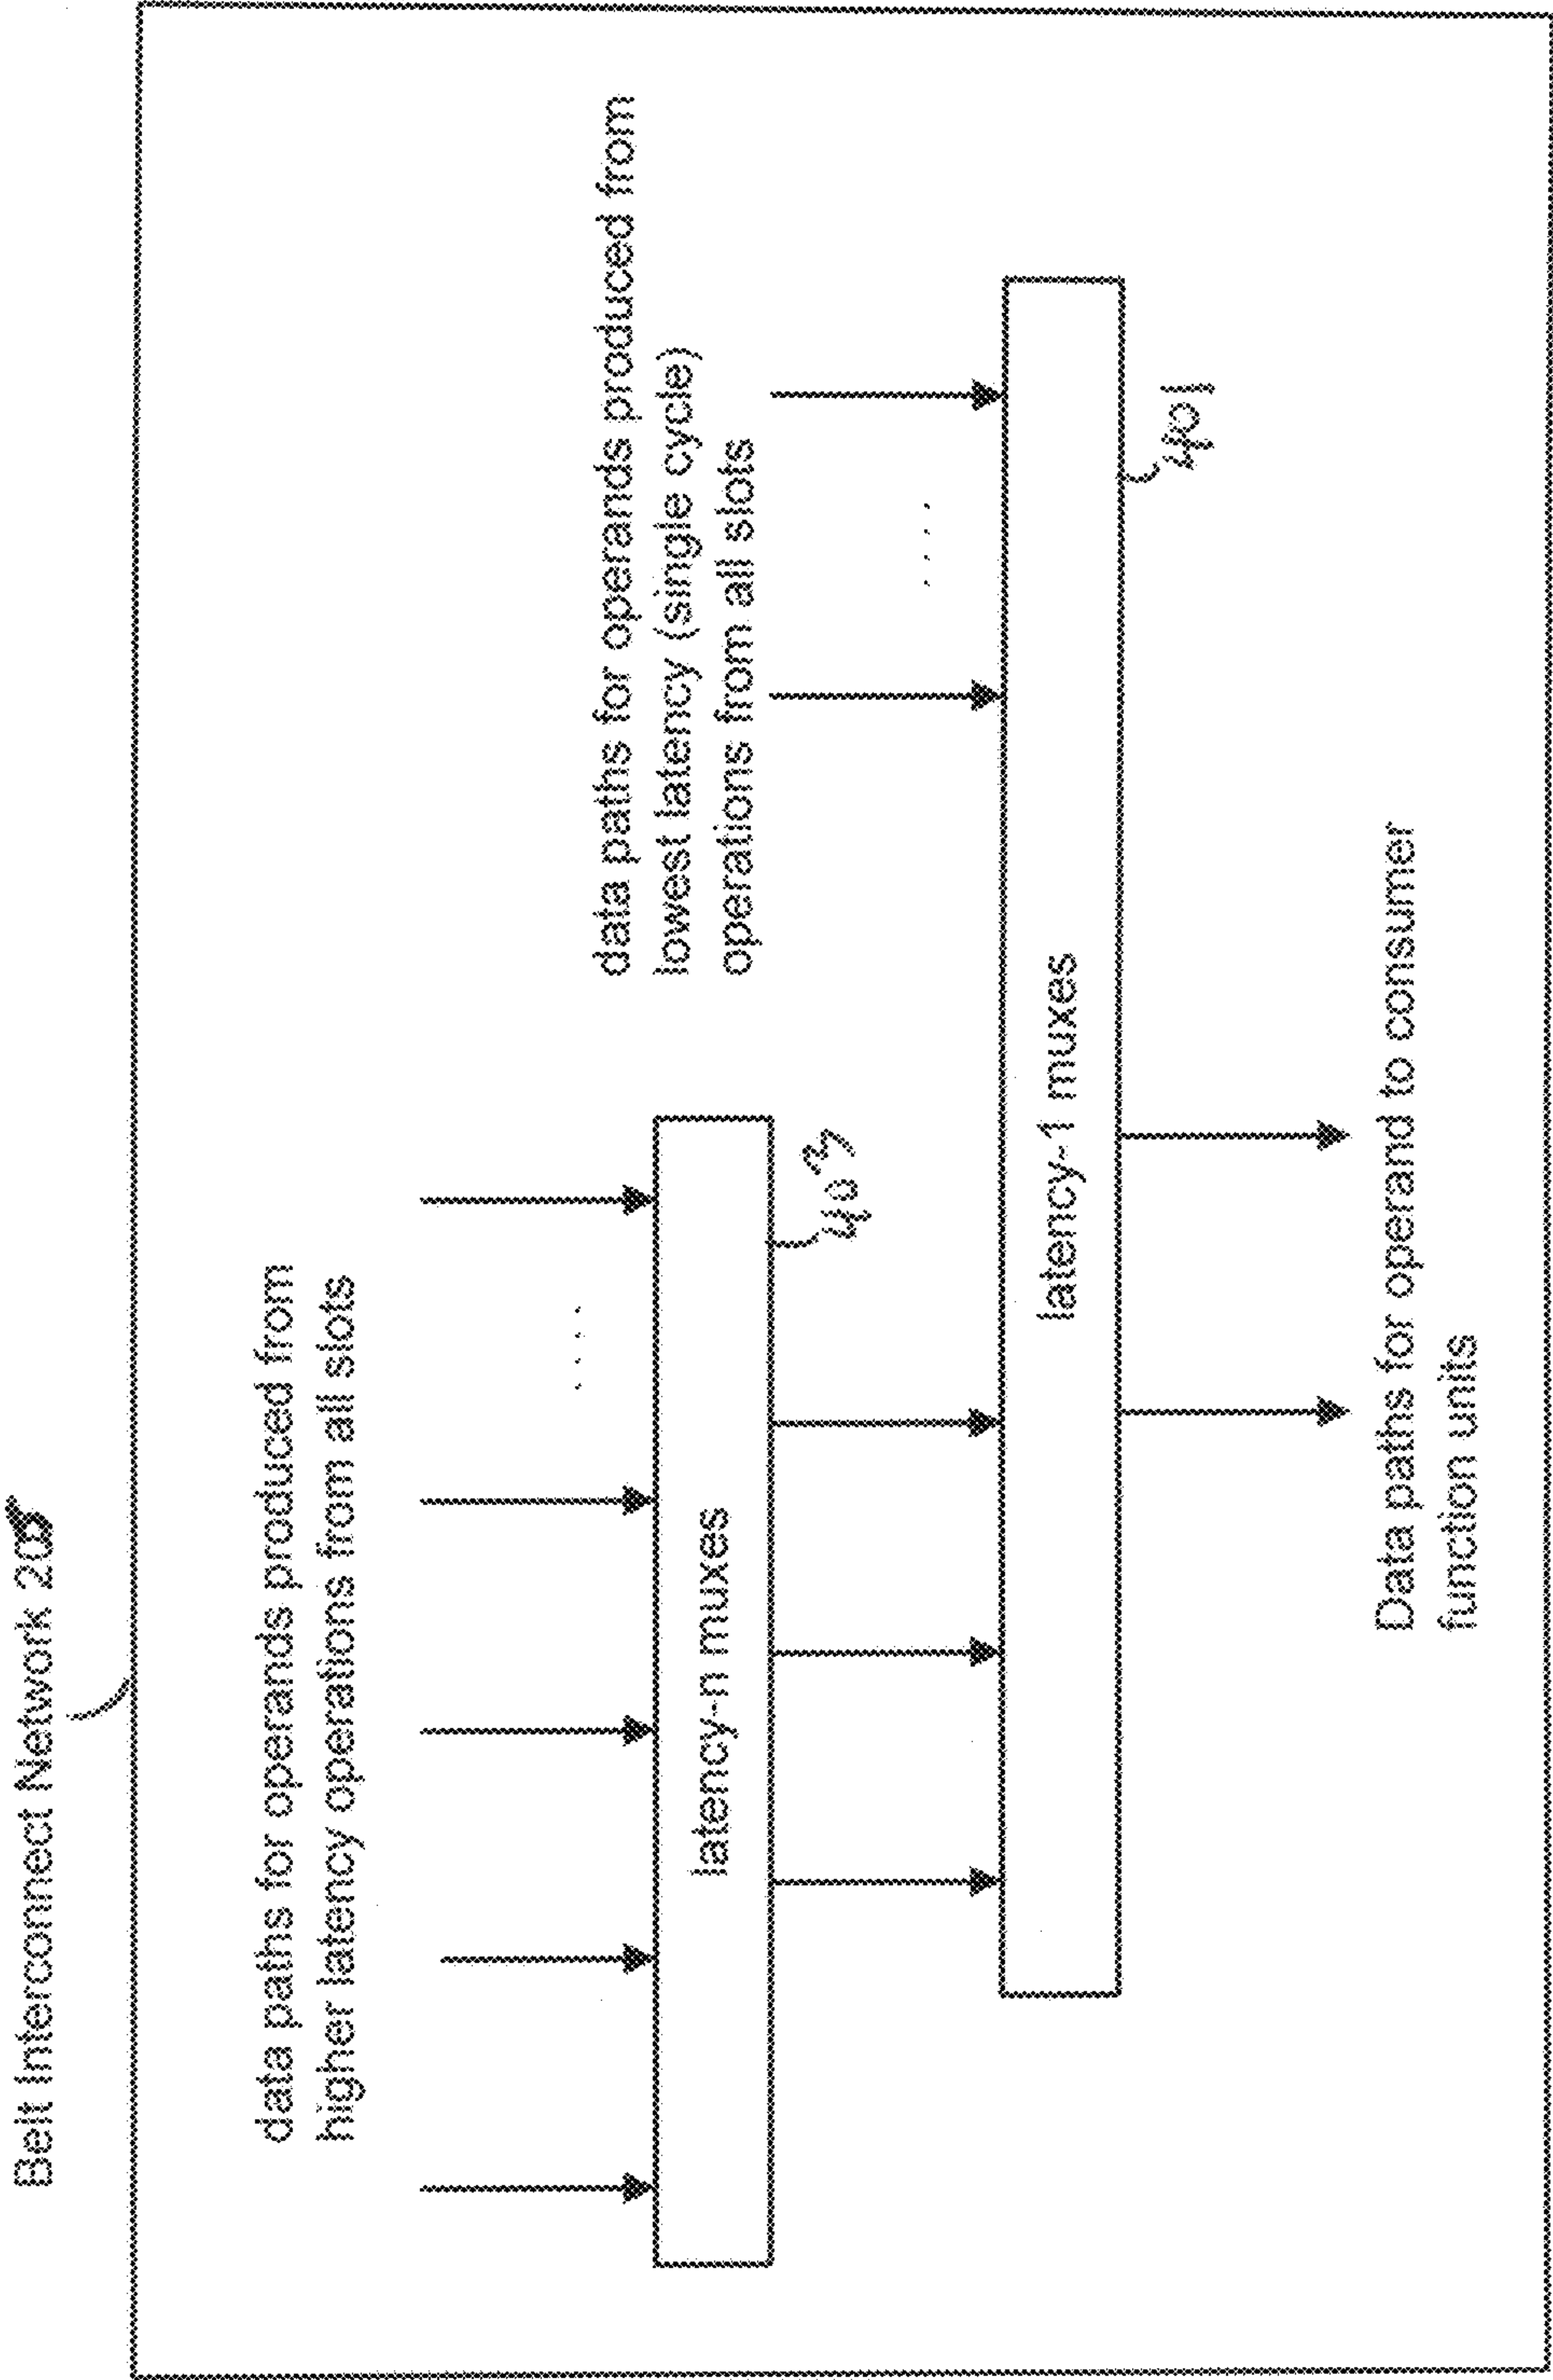 Belt Interconnect Network
data paths for operands produced from
higher latency operations from all slots
data paths for operands produced from
lowest latency (single cycle)
operations from all slots
. . . .
. . . .
latency-n muxes
403
latency-1 muxes
401
Data paths for operand to consumer
function units